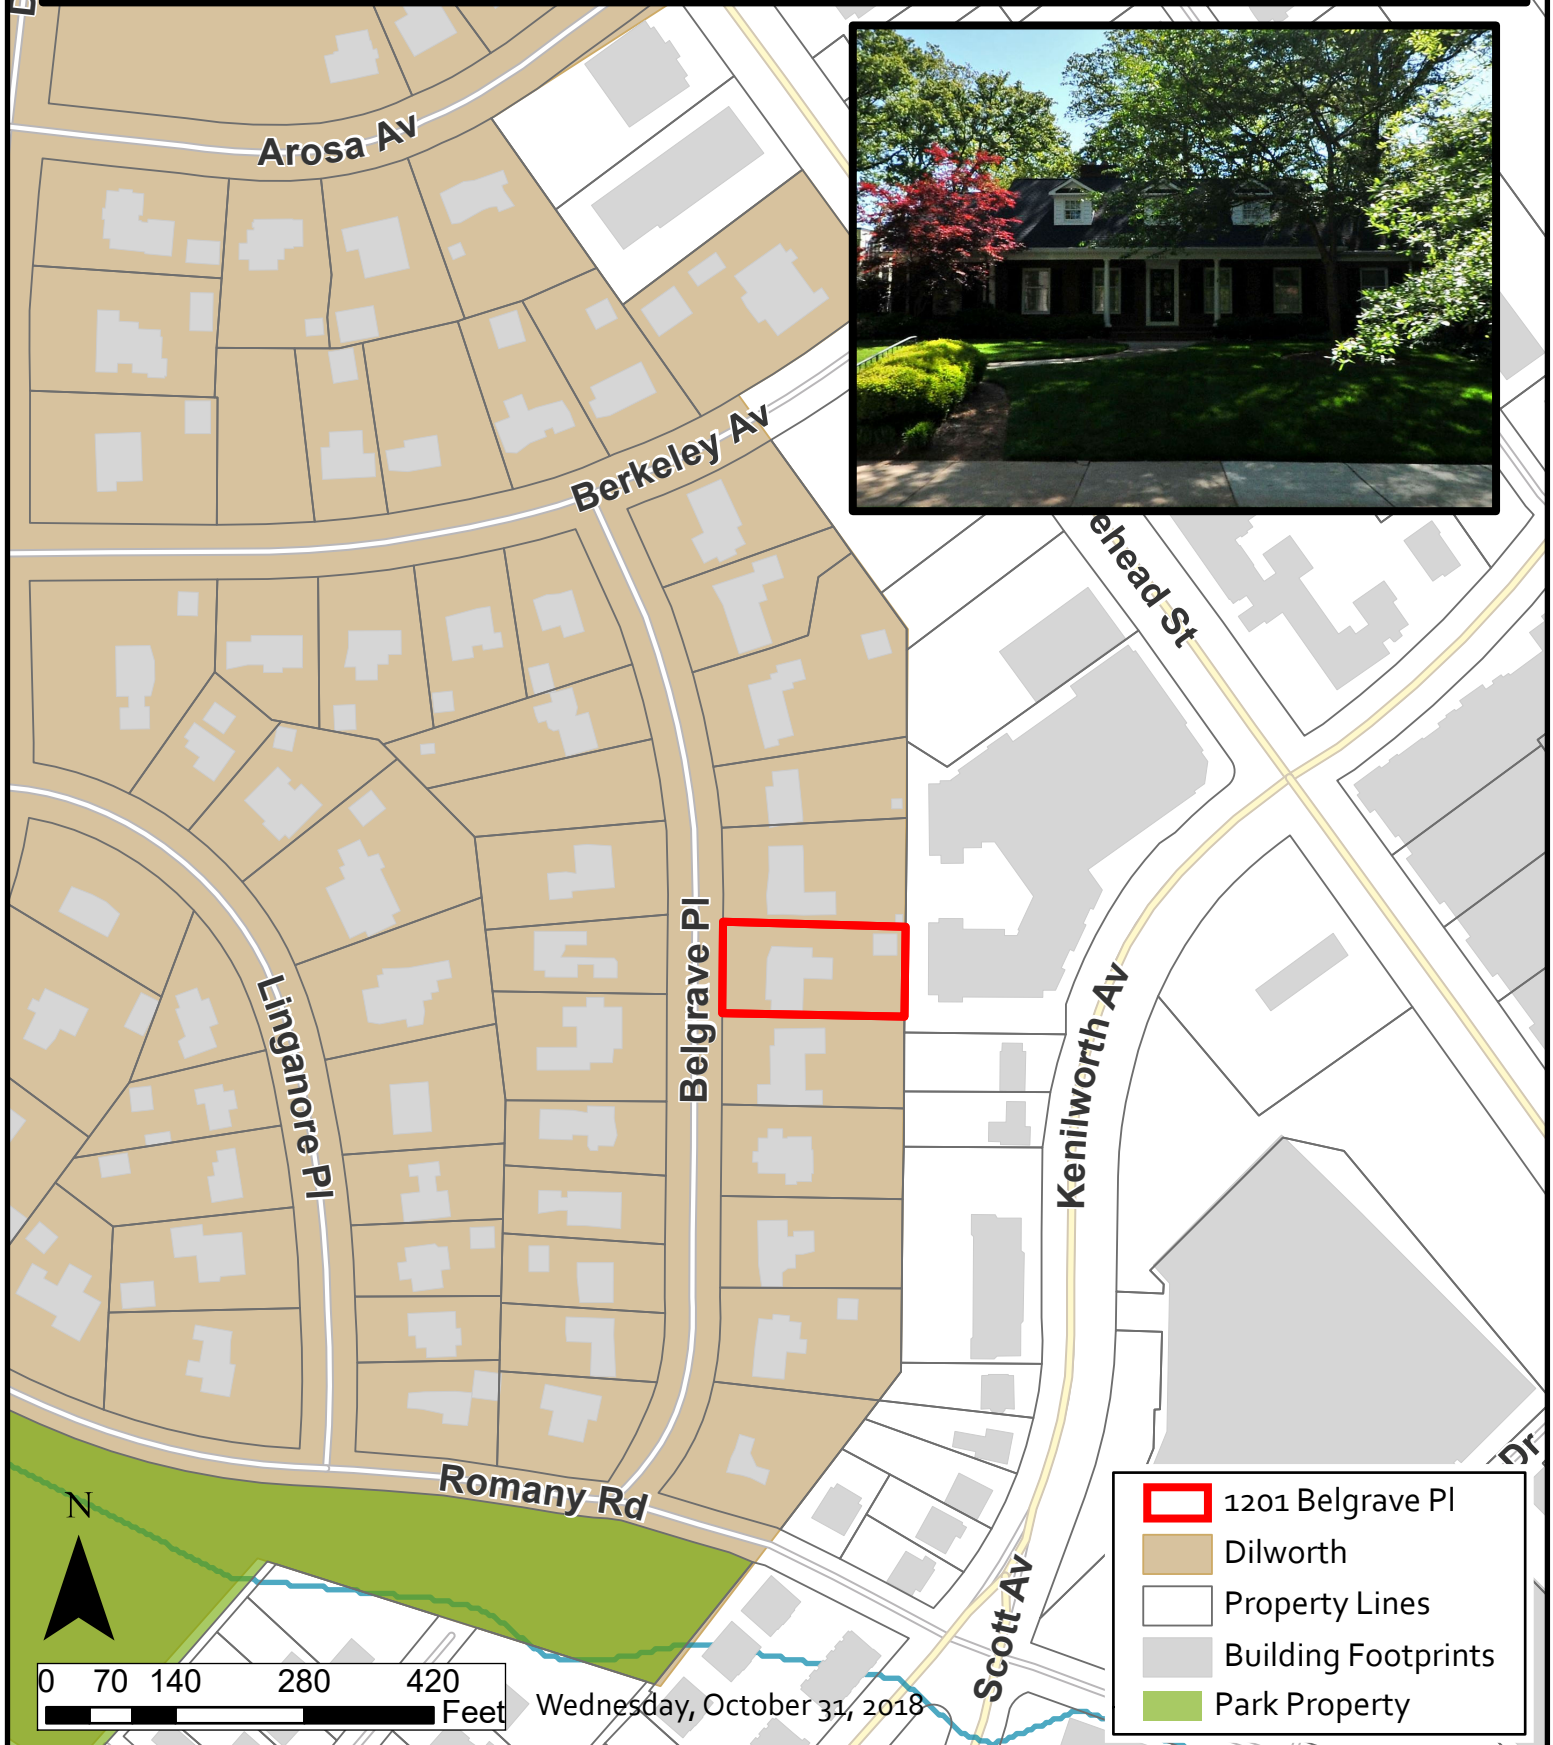 Arosa Av
Berkeley Av
ehead St
Belgrave Pl
Linganore Pl
Kenilworth Av
Romany Rd
Scott Av
Dr
N
0 70 140 280 420
Feet
Wednesday, October 31, 2018
1201 Belgrave Pl
Dilworth
Property Lines
Building Footprints
Park Property